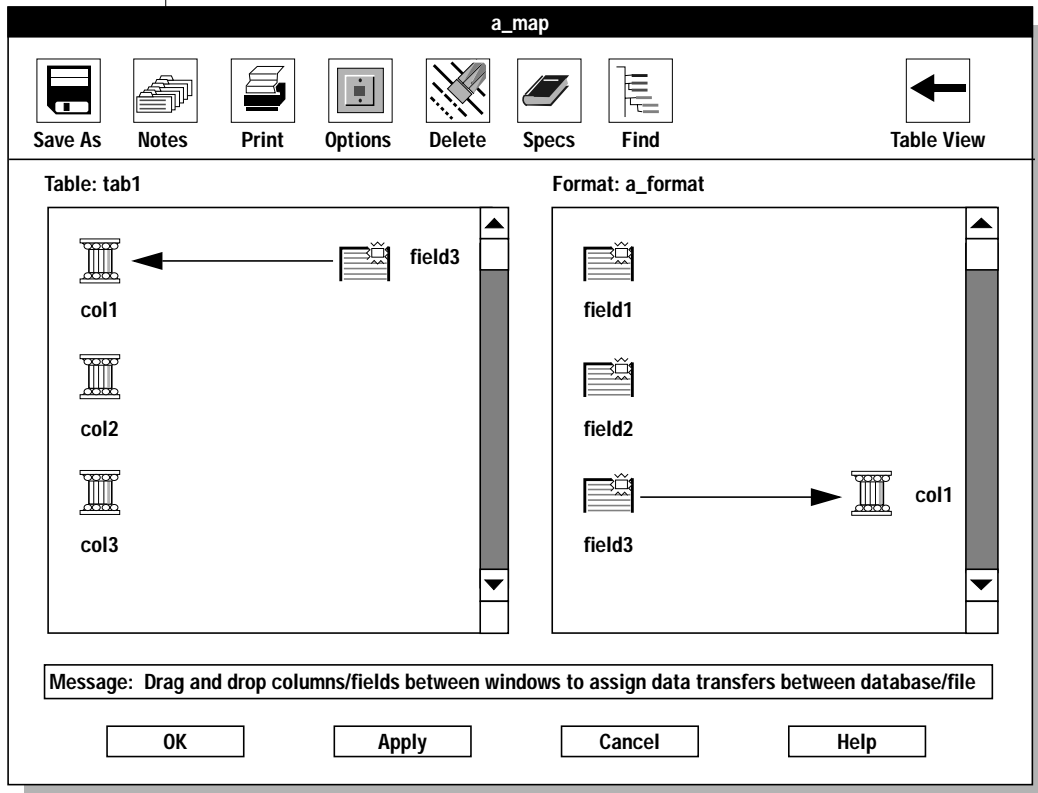 a_map
Save As Notes Print Options Delete Specs Find Table View
Table: tab1 Format: a_format
field3
col1 field1
col2 field2
col1
col3 field3
Message: Drag and drop columns/fields between windows to assign data transfers between database/file
OK Apply Cancel Help